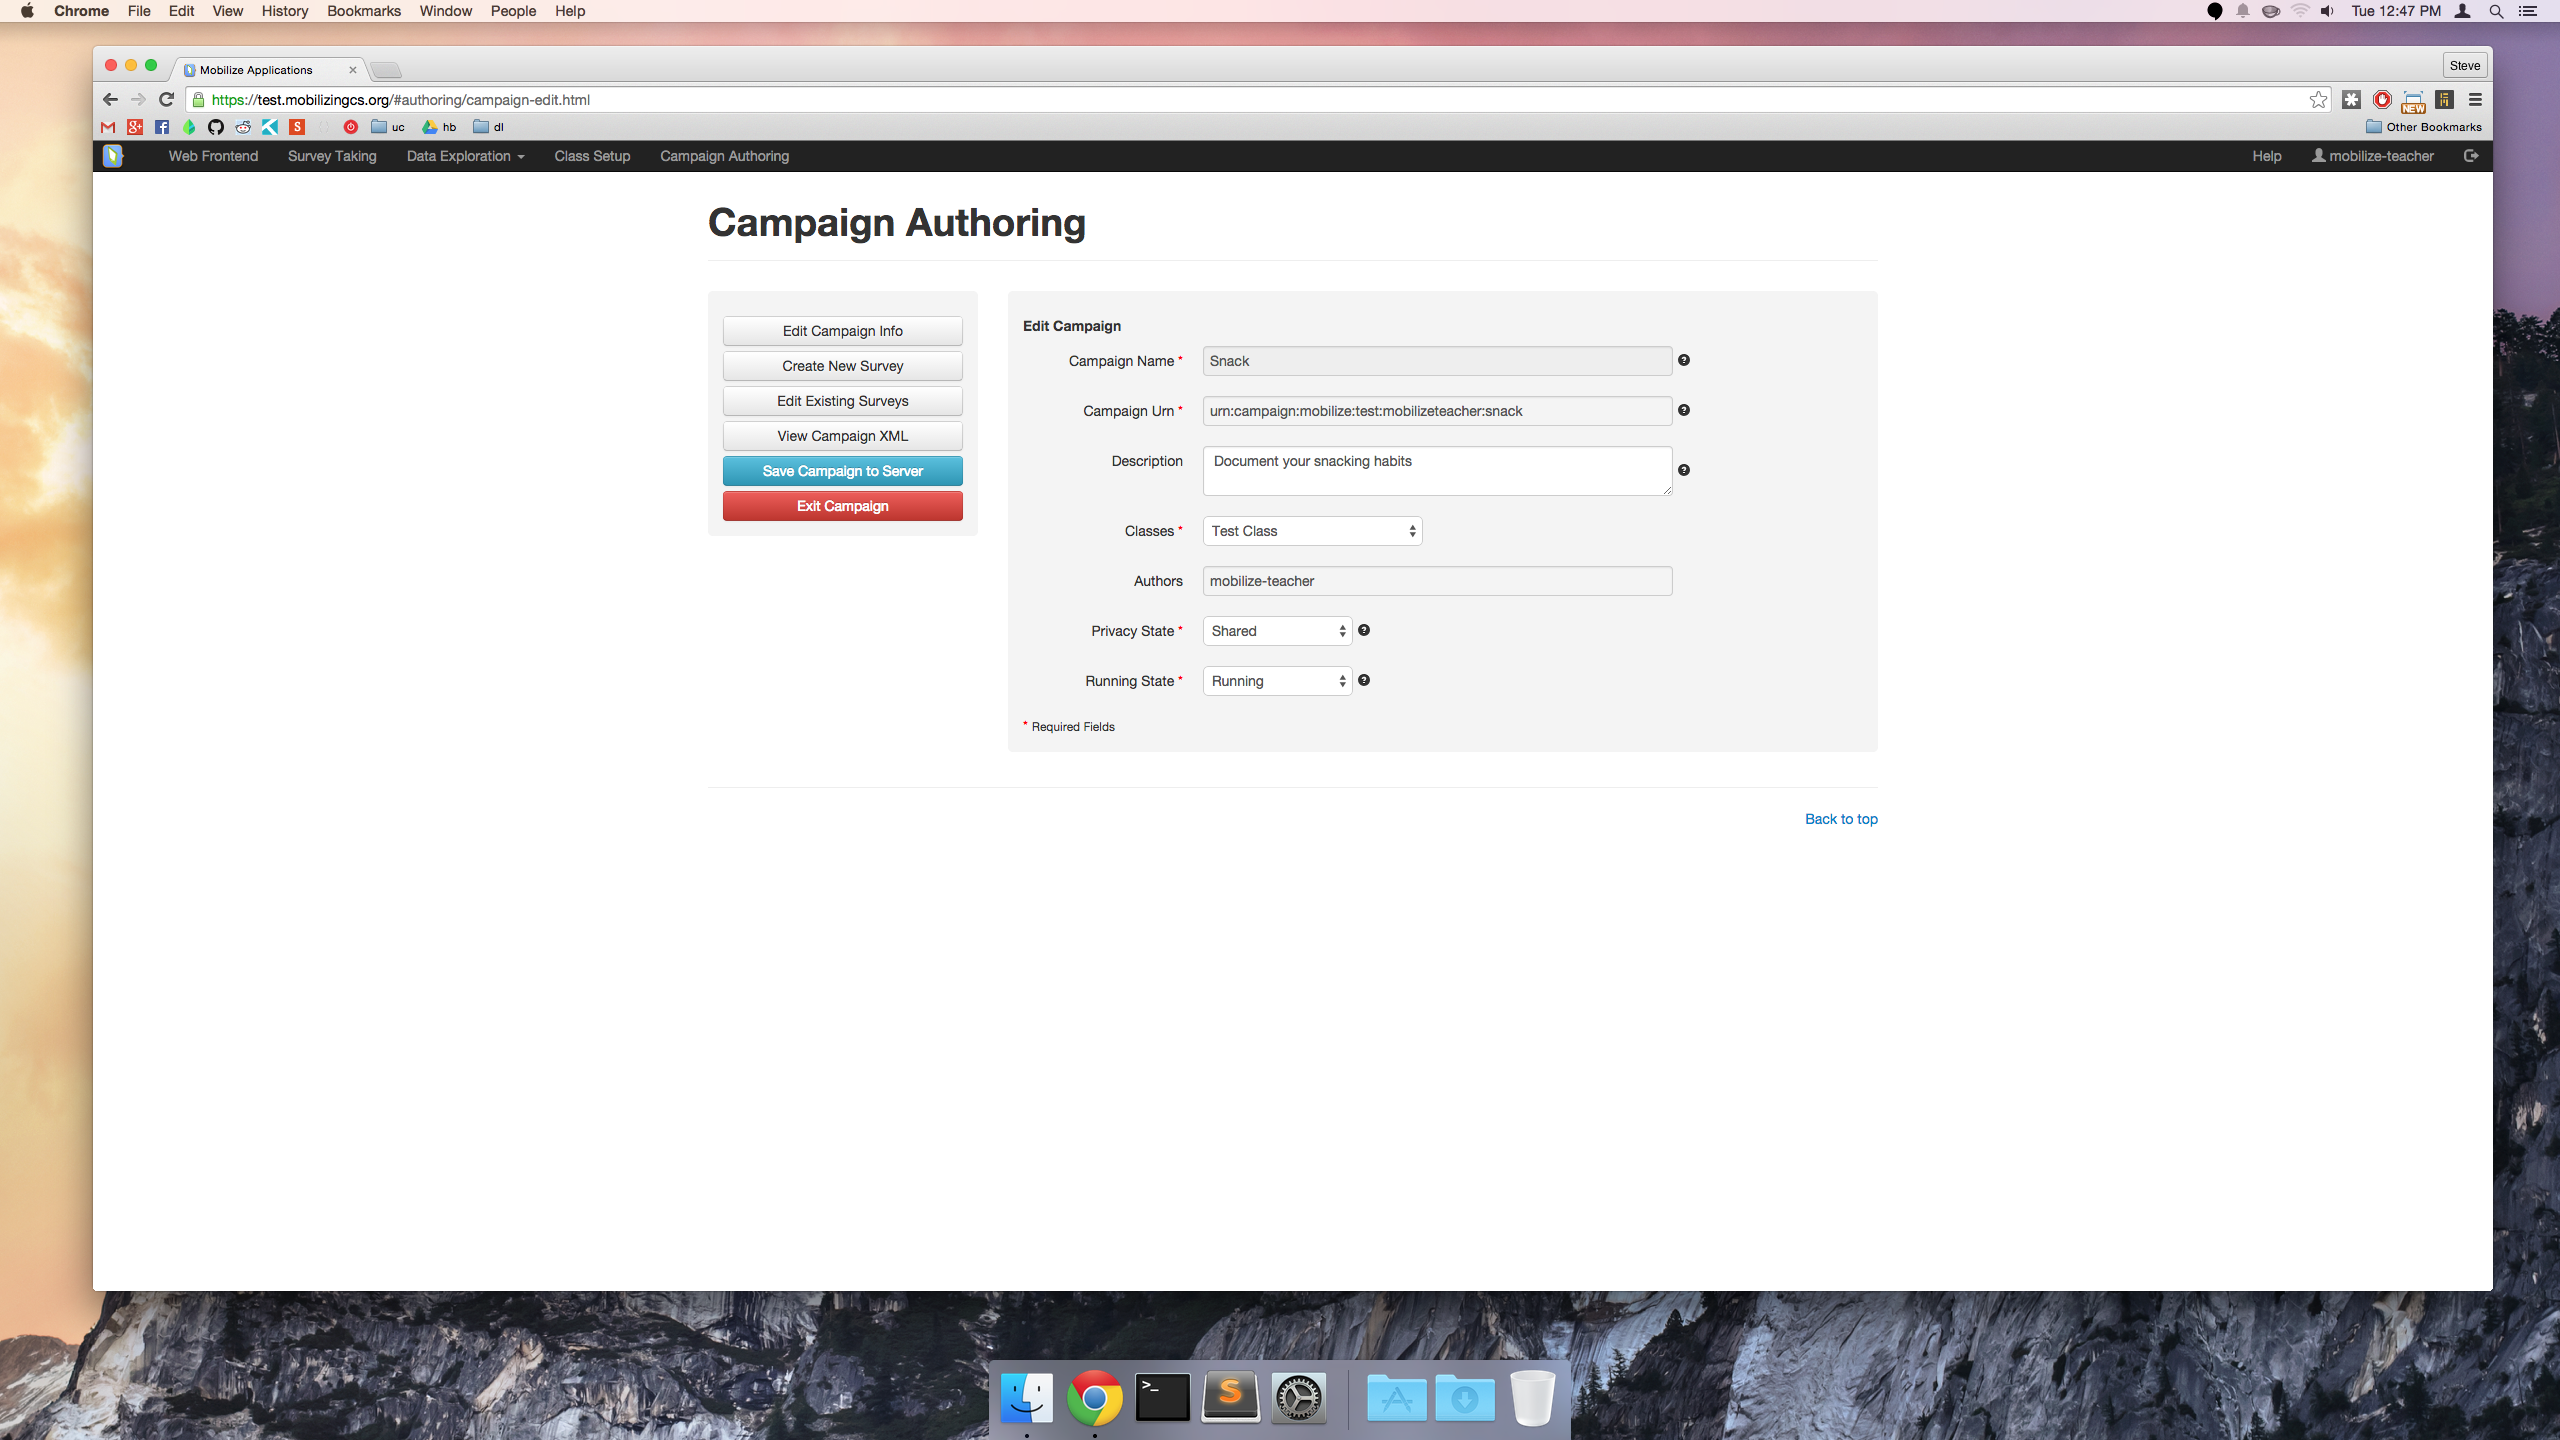 Chrome File Edit View History Bookmarks Window People Help Tue 12:47 PM
Mobilize Applications Steve
https://test.mobilizingcs.org/#authoring/campaign-edit.html NEW
uc hb dl Other Bookmarks
Web Frontend Survey Taking Data Exploration Class Setup Campaign Authoring Help mobilize-teacher
Campaign Authoring
Edit Campaign Info
Create New Survey
Edit Existing Surveys
View Campaign XML
Save Campaign to Server
Exit Campaign
Edit Campaign
Campaign Name * Snack
Campaign Urn * urn:campaign:mobilize:test:mobilizeteacher:snack
Description Document your snacking habits
Classes * Test Class
Authors mobilize-teacher
Privacy State * Shared
Running State * Running
* Required Fields
Back to top